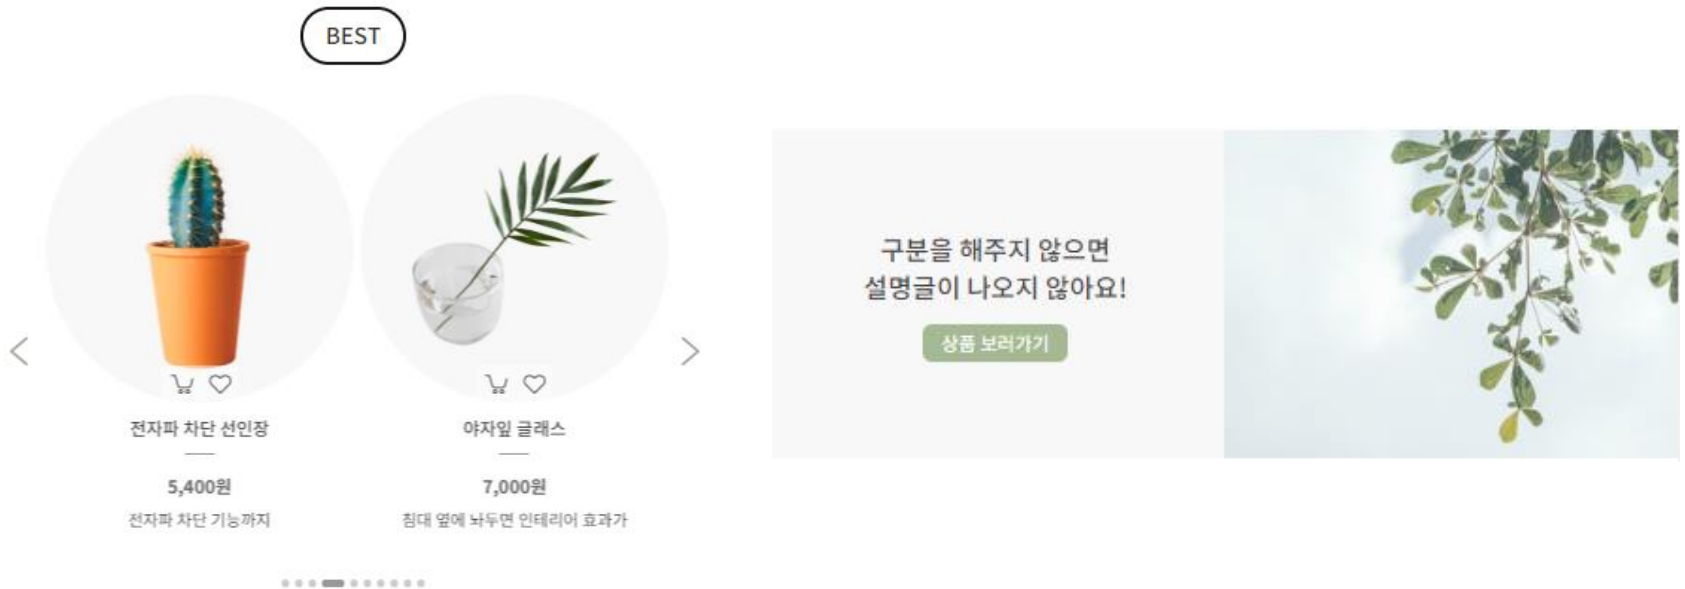 BEST
전자파 차단 선인장
5,400원
전자파 차단 기능까지
야자잎 글래스
7,000원
침대 옆에 놔두면 인테리어 효과가
구분을 해주지 않으면
설명글이 나오지 않아요!
상품 보러가기